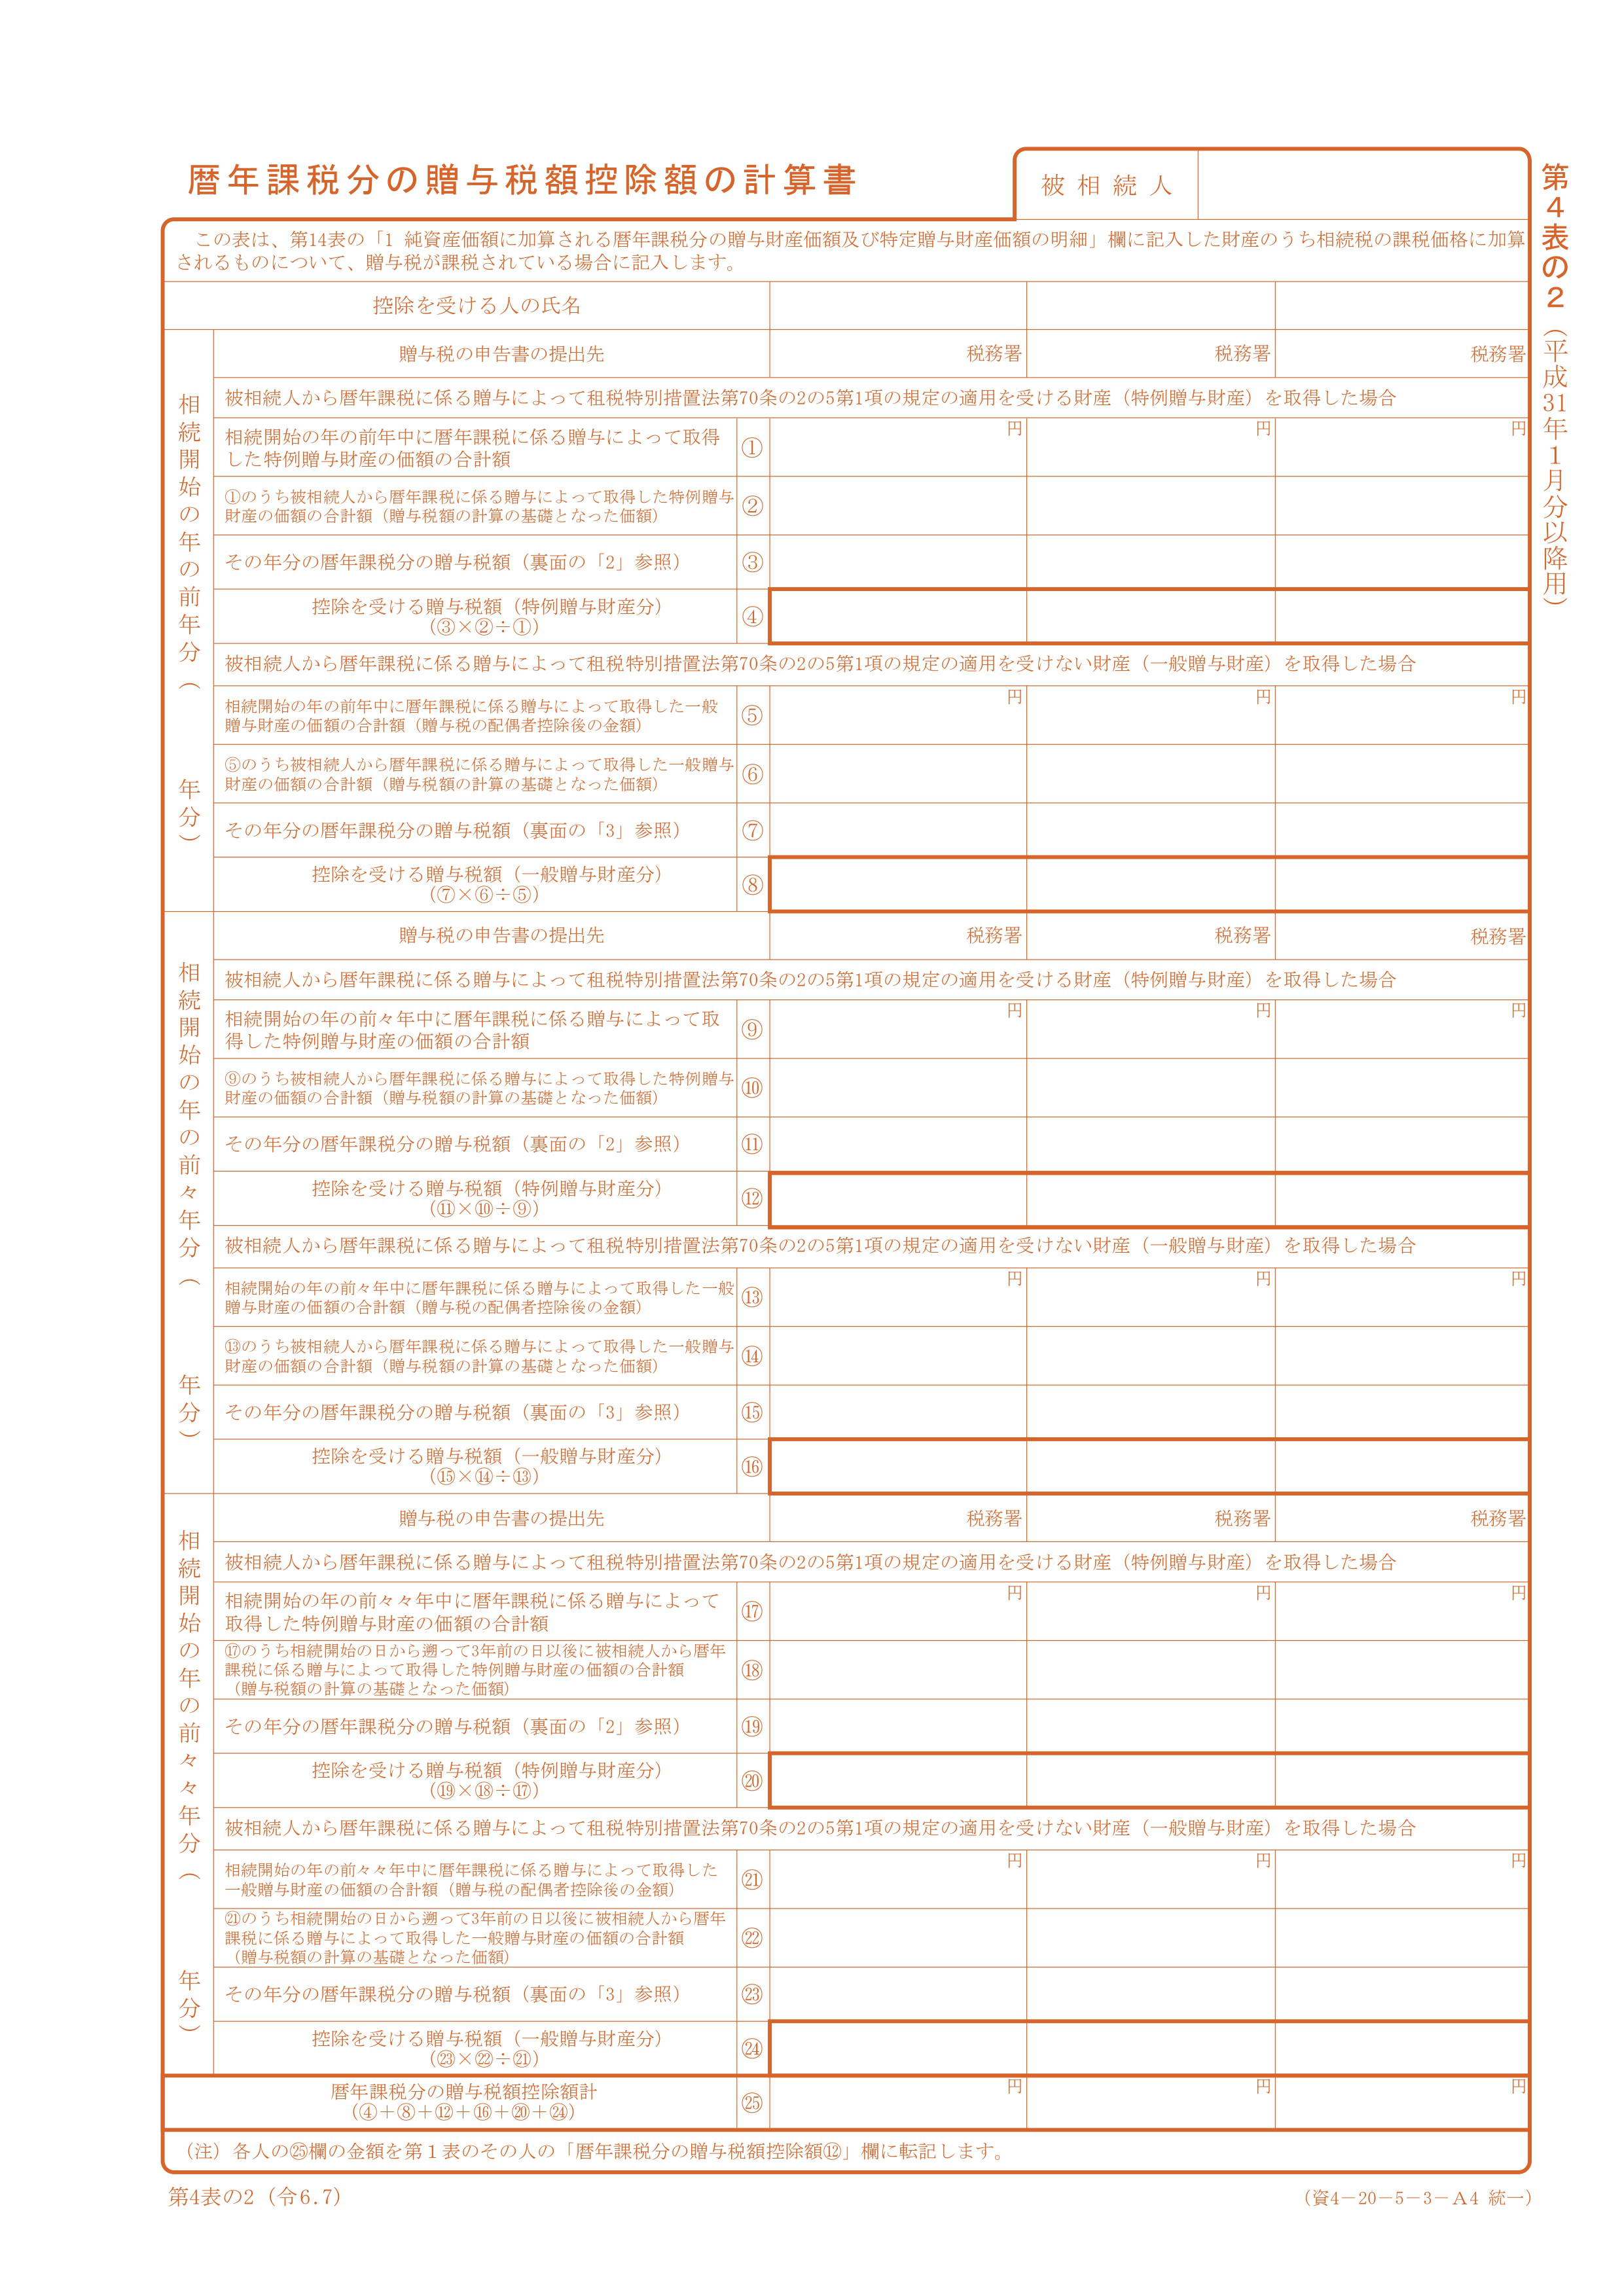 暦年課税分の贈与税額控除額の計算書
被相続人
第4表の2（平成31年1月分以降用）
この表は、第14表の「1 純資産価額に加算される暦年課税分の贈与財産価額及び特定贈与財産価額の明細」欄に記入した財産のうち相続税の課税価格に加算
されるものについて、贈与税が課税されている場合に記入します。
控除を受ける人の氏名
相続開始の年の前年分（　　年分）
贈与税の申告書の提出先 税務署 税務署 税務署
被相続人から暦年課税に係る贈与によって租税特別措置法第70条の2の5第1項の規定の適用を受ける財産（特例贈与財産）を取得した場合
相続開始の年の前年中に暦年課税に係る贈与によって取得
した特例贈与財産の価額の合計額
① 円 円 円
①のうち被相続人から暦年課税に係る贈与によって取得した特例贈与
財産の価額の合計額（贈与税額の計算の基礎となった価額）
②
その年分の暦年課税分の贈与税額（裏面の「2」参照） ③
控除を受ける贈与税額（特例贈与財産分）
（③×②÷①）
④
被相続人から暦年課税に係る贈与によって租税特別措置法第70条の2の5第1項の規定の適用を受けない財産（一般贈与財産）を取得した場合
相続開始の年の前年中に暦年課税に係る贈与によって取得した一般
贈与財産の価額の合計額（贈与税の配偶者控除後の金額）
⑤ 円 円 円
⑤のうち被相続人から暦年課税に係る贈与によって取得した一般贈与
財産の価額の合計額（贈与税額の計算の基礎となった価額）
⑥
その年分の暦年課税分の贈与税額（裏面の「3」参照） ⑦
控除を受ける贈与税額（一般贈与財産分）
（⑦×⑥÷⑤）
⑧
相続開始の年の前々年分（　　年分）
贈与税の申告書の提出先 税務署 税務署 税務署
被相続人から暦年課税に係る贈与によって租税特別措置法第70条の2の5第1項の規定の適用を受ける財産（特例贈与財産）を取得した場合
相続開始の年の前々年中に暦年課税に係る贈与によって取
得した特例贈与財産の価額の合計額
⑨ 円 円 円
⑨のうち被相続人から暦年課税に係る贈与によって取得した特例贈与
財産の価額の合計額（贈与税額の計算の基礎となった価額）
⑩
その年分の暦年課税分の贈与税額（裏面の「2」参照） ⑪
控除を受ける贈与税額（特例贈与財産分）
（⑪×⑩÷⑨）
⑫
被相続人から暦年課税に係る贈与によって租税特別措置法第70条の2の5第1項の規定の適用を受けない財産（一般贈与財産）を取得した場合
相続開始の年の前々年中に暦年課税に係る贈与によって取得した一般
贈与財産の価額の合計額（贈与税の配偶者控除後の金額）
⑬ 円 円 円
⑬のうち被相続人から暦年課税に係る贈与によって取得した一般贈与
財産の価額の合計額（贈与税額の計算の基礎となった価額）
⑭
その年分の暦年課税分の贈与税額（裏面の「3」参照） ⑮
控除を受ける贈与税額（一般贈与財産分）
（⑮×⑭÷⑬）
⑯
相続開始の年の前々々年分（　　年分）
贈与税の申告書の提出先 税務署 税務署 税務署
被相続人から暦年課税に係る贈与によって租税特別措置法第70条の2の5第1項の規定の適用を受ける財産（特例贈与財産）を取得した場合
相続開始の年の前々々年中に暦年課税に係る贈与によって
取得した特例贈与財産の価額の合計額
⑰ 円 円 円
⑰のうち相続開始の日から遡って3年前の日以後に被相続人から暦年
課税に係る贈与によって取得した特例贈与財産の価額の合計額
（贈与税額の計算の基礎となった価額）
⑱
その年分の暦年課税分の贈与税額（裏面の「2」参照） ⑲
控除を受ける贈与税額（特例贈与財産分）
（⑲×⑱÷⑰）
⑳
被相続人から暦年課税に係る贈与によって租税特別措置法第70条の2の5第1項の規定の適用を受けない財産（一般贈与財産）を取得した場合
相続開始の年の前々々年中に暦年課税に係る贈与によって取得した
一般贈与財産の価額の合計額（贈与税の配偶者控除後の金額）
㉑ 円 円 円
㉑のうち相続開始の日から遡って3年前の日以後に被相続人から暦年
課税に係る贈与によって取得した一般贈与財産の価額の合計額
（贈与税額の計算の基礎となった価額）
㉒
その年分の暦年課税分の贈与税額（裏面の「3」参照） ㉓
控除を受ける贈与税額（一般贈与財産分）
（㉓×㉒÷㉑）
㉔
暦年課税分の贈与税額控除額計
（④＋⑧＋⑫＋⑯＋⑳＋㉔）
㉕ 円 円 円
（注）各人の㉕欄の金額を第１表のその人の「暦年課税分の贈与税額控除額⑫」欄に転記します。
第4表の2（令6.7）
（資4－20－5－3－A4 統一）